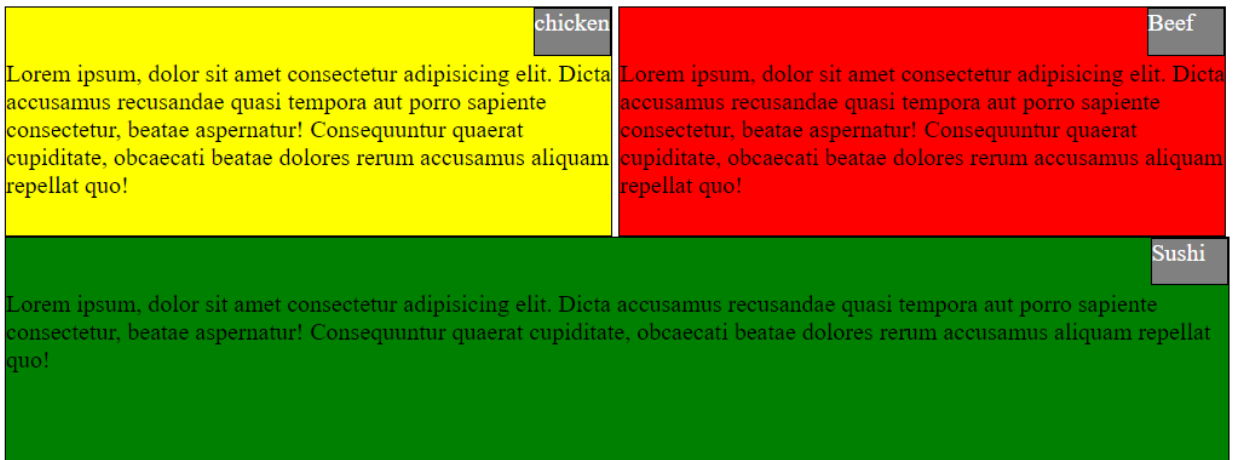 chicken
Lorem ipsum, dolor sit amet consectetur adipisicing elit. Dicta
accusamus recusandae quasi tempora aut porro sapiente
consectetur, beatae aspernatur! Consequuntur quaerat
cupiditate, obcaecati beatae dolores rerum accusamus aliquam
repellat quo!
Beef
Lorem ipsum, dolor sit amet consectetur adipisicing elit. Dicta
accusamus recusandae quasi tempora aut porro sapiente
consectetur, beatae aspernatur! Consequuntur quaerat
cupiditate, obcaecati beatae dolores rerum accusamus aliquam
repellat quo!
Sushi
Lorem ipsum, dolor sit amet consectetur adipisicing elit. Dicta accusamus recusandae quasi tempora aut porro sapiente
consectetur, beatae aspernatur! Consequuntur quaerat cupiditate, obcaecati beatae dolores rerum accusamus aliquam repellat
quo!